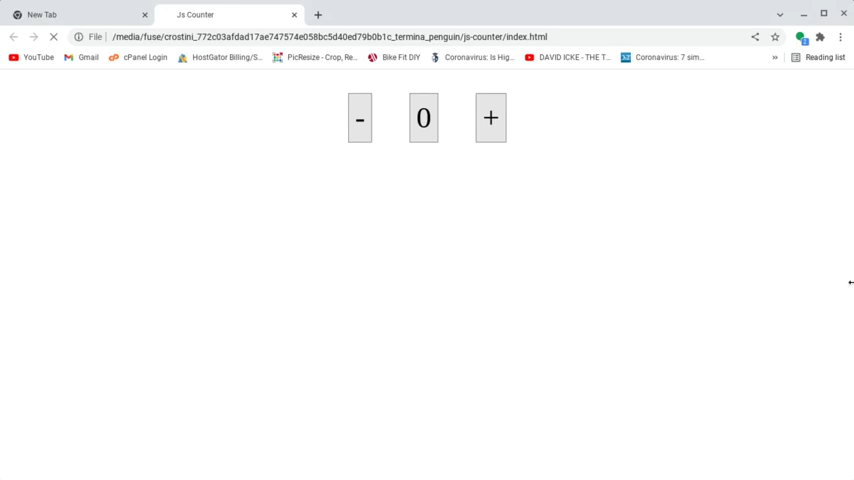 New Tab
Js Counter
File /media/fuse/crostini_772c03afdad17ae747574e058bc5d40ed79b0b1c_termina_penguin/js-counter/index.html
YouTube Gmail cPanel Login HostGator Billing/S... PicResize - Crop, Re... Bike Fit DIY Coronavirus: Is Hig... DAVID ICKE - THE T... Coronavirus: 7 sim... » Reading list
- 0 +